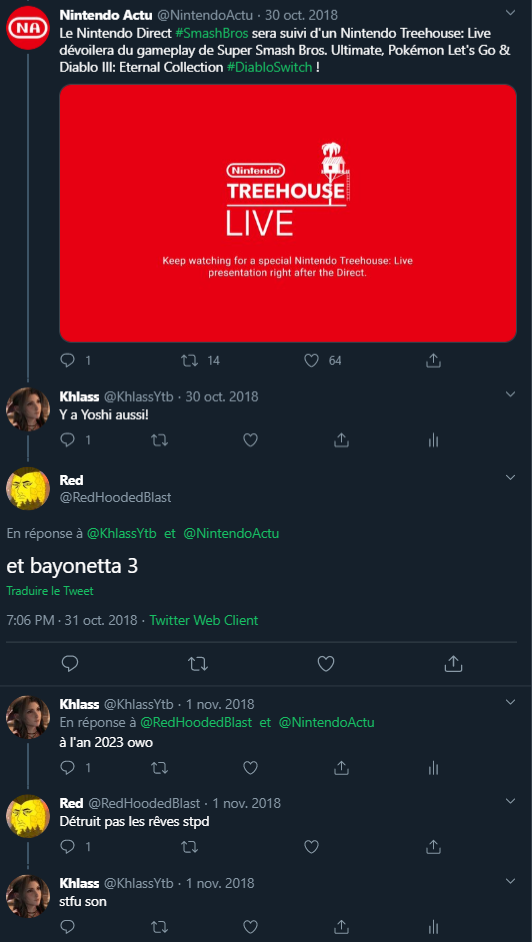 Nintendo Actu @NintendoActu · 30 oct. 2018
Le Nintendo Direct #SmashBros sera suivi d'un Nintendo Treehouse: Live
dévoilera du gameplay de Super Smash Bros. Ultimate, Pokémon Let's Go &
Diablo III: Eternal Collection #DiabloSwitch !
NA
Nintendo
TREEHOUSE
LIVE
Keep watching for a special Nintendo Treehouse: Live
presentation right after the Direct.
1 14 64
Khlass @KhlassYtb · 30 oct. 2018
Y a Yoshi aussi!
1
Red
@RedHoodedBlast
En réponse à @KhlassYtb et @NintendoActu
et bayonetta 3
Traduire le Tweet
7:06 PM · 31 oct. 2018 · Twitter Web Client
Khlass @KhlassYtb · 1 nov. 2018
En réponse à @RedHoodedBlast et @NintendoActu
à l'an 2023 owo
1
Red @RedHoodedBlast · 1 nov. 2018
Détruit pas les rêves stpd
1
Khlass @KhlassYtb · 1 nov. 2018
stfu son